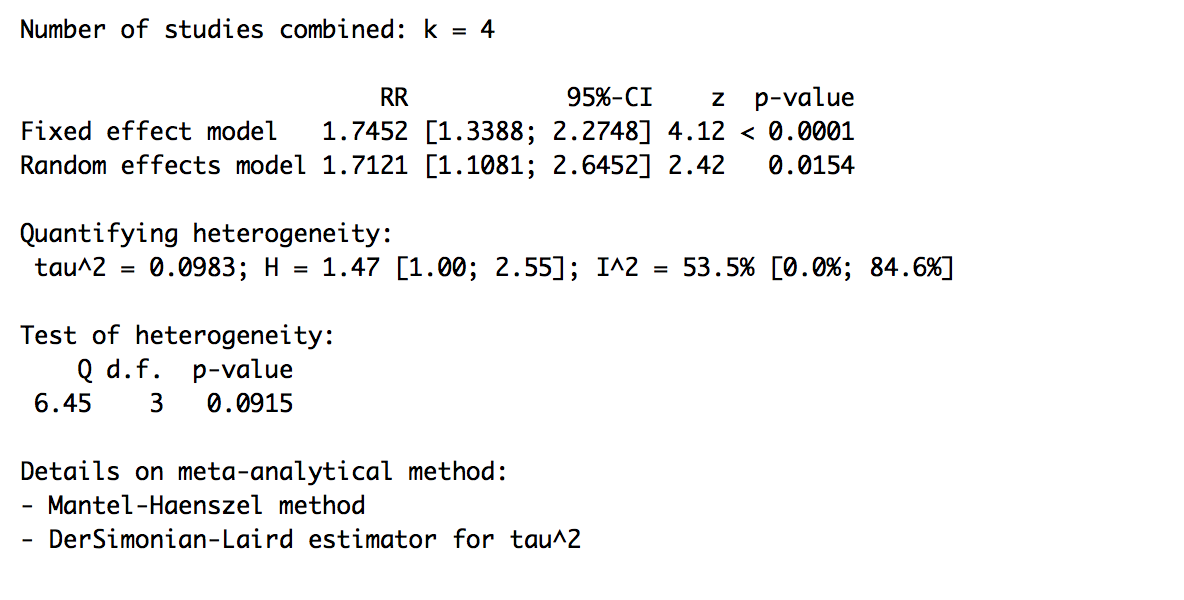 Number of studies combined: k = 4
RR 95%-CI z p-value
Fixed effect model 1.7452 [1.3388; 2.2748] 4.12 < 0.0001
Random effects model 1.7121 [1.1081; 2.6452] 2.42 0.0154
Quantifying heterogeneity:
tau^2 = 0.0983; H = 1.47 [1.00; 2.55]; I^2 = 53.5% [0.0%; 84.6%]
Test of heterogeneity:
Q d.f. p-value
6.45 3 0.0915
Details on meta-analytical method:
- Mantel-Haenszel method
- DerSimonian-Laird estimator for tau^2